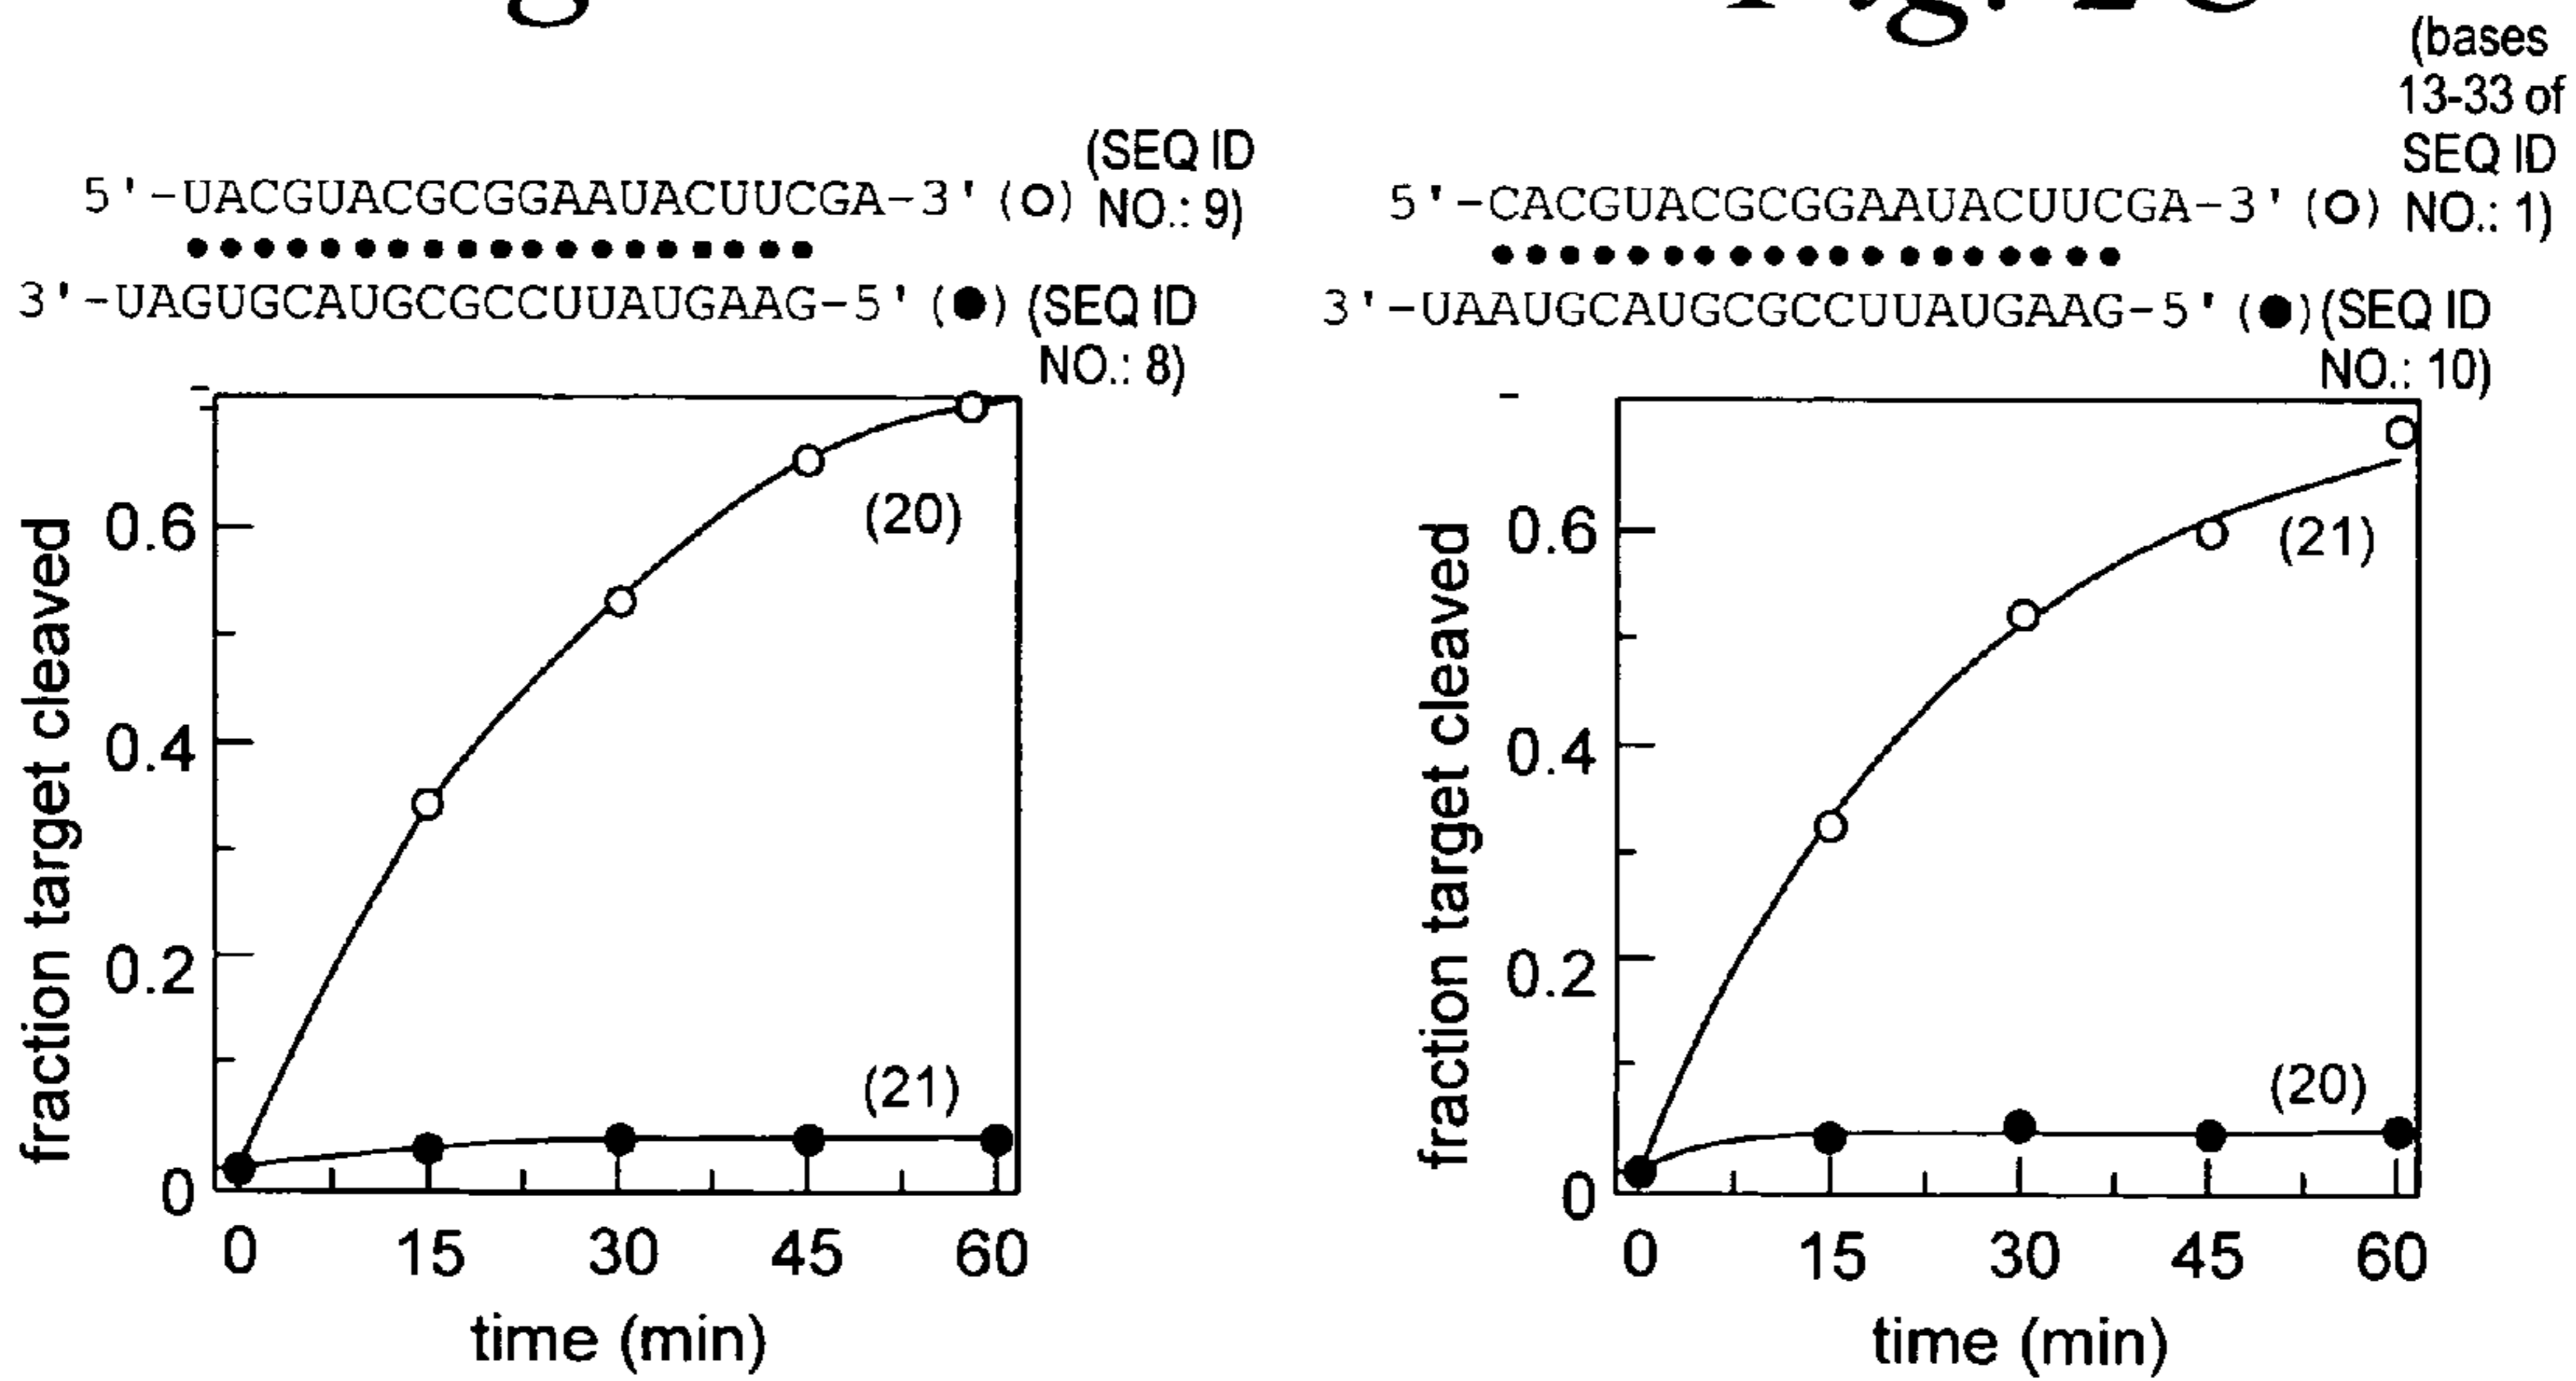 (bases
13-33 of
SEQ ID
NO.: 1)
(SEQ ID
NO.: 9)
5'-UACGUACGCGGAAUACUUCGA-3' (○)
3'-UAGUGCAUGCGCCUUAUGAAG-5' (●) (SEQ ID
NO.: 8)
5'-CACGUACGCGGAAUACUUCGA-3' (○)
3'-UAAUGCAUGCGCCUUAUGAAG-5' (●) (SEQ ID
NO.: 10)
fraction target cleaved
0.6
0.4
0.2
0
(20)
(21)
0 15 30 45 60
time (min)
fraction target cleaved
0.6
0.4
0.2
0
(21)
(20)
0 15 30 45 60
time (min)